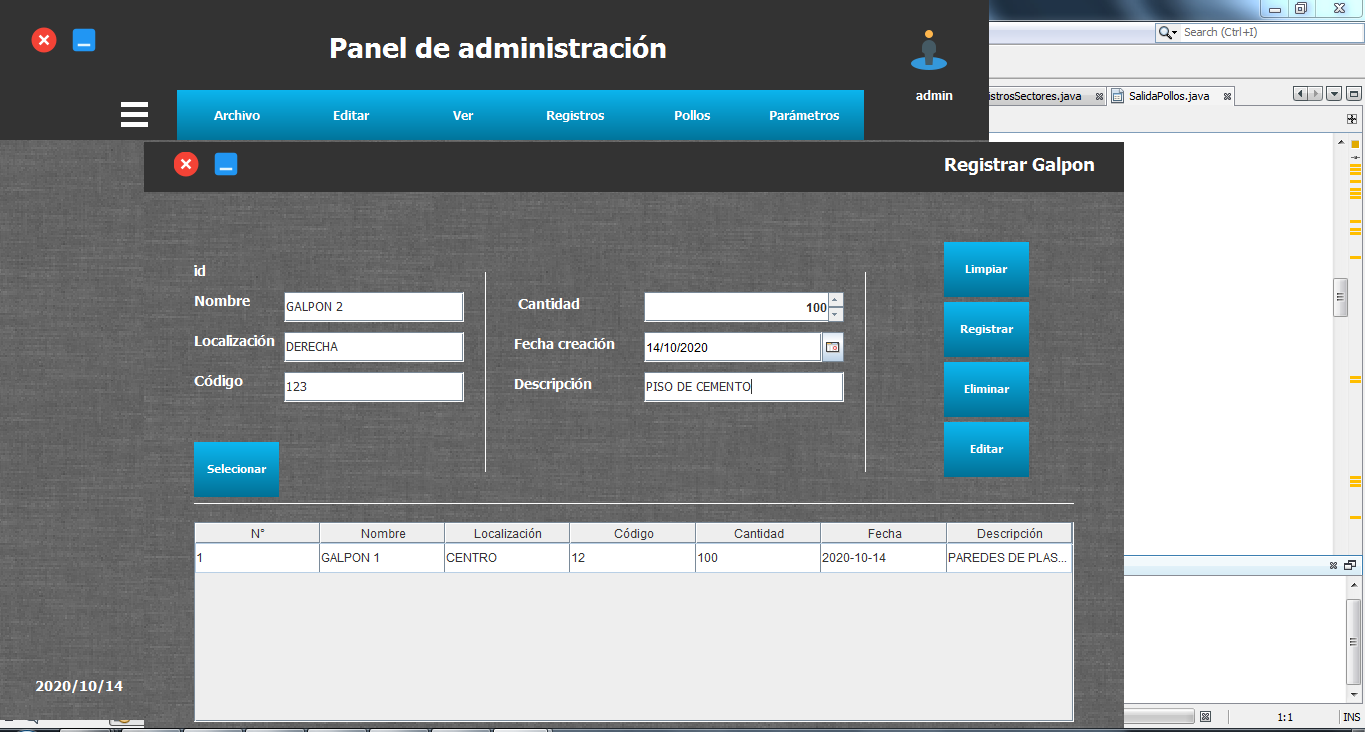 Panel de administración
Search (Ctrl+I)
admin
istrosSectores.java
SalidaPollos.java
Archivo Editar Ver Registros Pollos Parámetros
Registrar Galpon
id
Nombre GALPON 2
Localización DERECHA
Código 123
Cantidad 100
Fecha creación 14/10/2020
Descripción PISO DE CEMENTO
Limpiar
Registrar
Eliminar
Editar
Selecionar
N° Nombre Localización Código Cantidad Fecha Descripción
1 GALPON 1 CENTRO 12 100 2020-10-14 PAREDES DE PLAS...
2020/10/14
1:1 INS